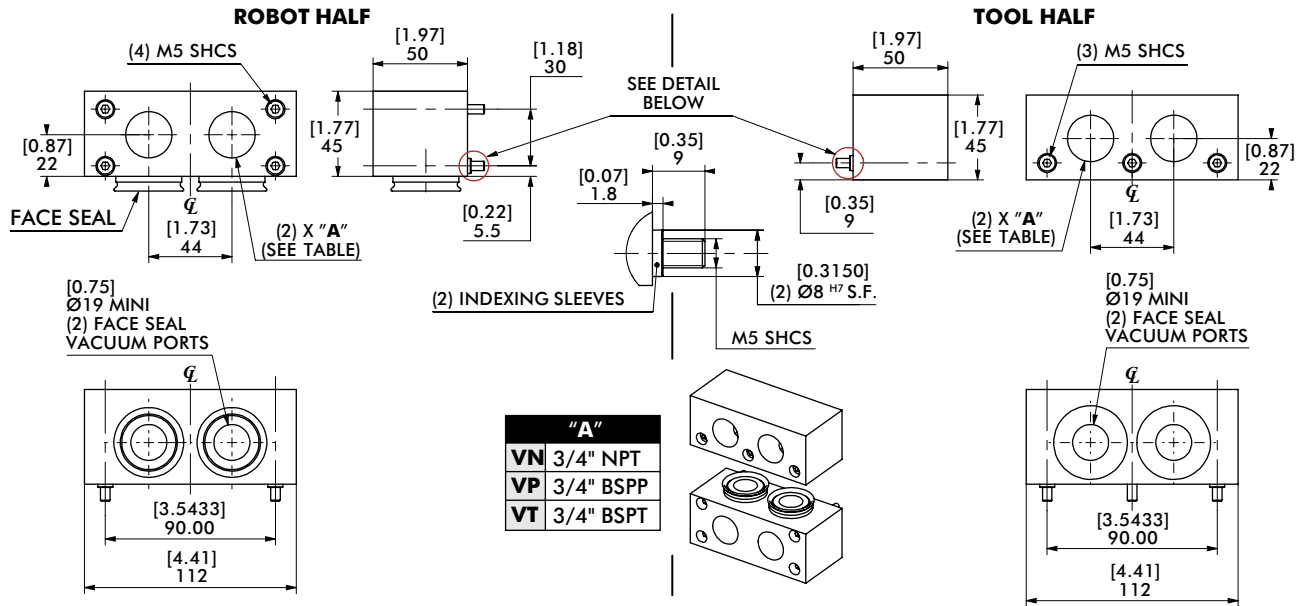 ROBOT HALF
(4) M5 SHCS
[1.97]
50
[1.18]
30
[0.87]
22
[1.77]
45
FACE SEAL
℄
[1.73]
44
(2) X "A"
(SEE TABLE)
[0.22]
5.5
SEE DETAIL
BELOW
[0.35]
9
[0.07]
1.8
(2) INDEXING SLEEVES
[0.3150]
(2) Ø8 H7 S.F.
M5 SHCS
TOOL HALF
[1.97]
50
(3) M5 SHCS
[1.77]
45
[0.87]
22
[0.35]
9
(2) X "A"
(SEE TABLE)
℄
[1.73]
44
[0.75]
Ø19 MINI
(2) FACE SEAL
VACUUM PORTS
℄
[3.5433]
90.00
[4.41]
112
"A"
VN 3/4" NPT
VP 3/4" BSPP
VT 3/4" BSPT
[0.75]
Ø19 MINI
(2) FACE SEAL
VACUUM PORTS
℄
[3.5433]
90.00
[4.41]
112